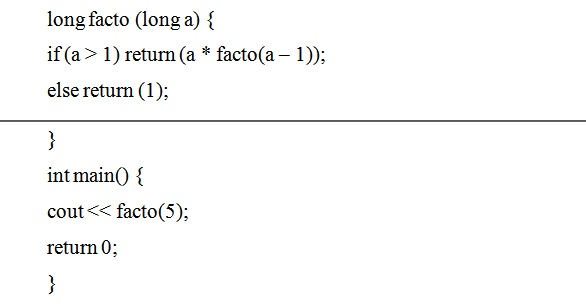 long facto (long a) {
if (a > 1) return (a * facto(a – 1));
else return (1);
}
int main() {
cout << facto(5);
return 0;
}